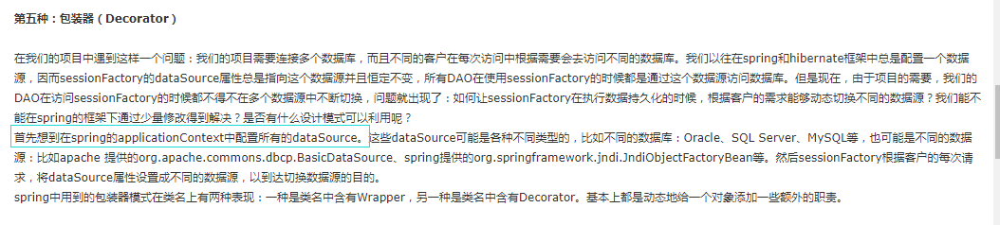 第五种：包装器（Decorator）
在我们的项目中遇到这样一个问题：我们的项目需要连接多个数据库，而且不同的客户在每次访问中根据需要会去访问不同的数据库。我们以往在spring和hibernate框架中总是配置一个数据
源，因而sessionFactory的dataSource属性总是指向这个数据源并且恒定不变，所有DAO在使用sessionFactory的时候都是通过这个数据源访问数据库。但是现在，由于项目的需要，我们的
DAO在访问sessionFactory的时候都不得不在多个数据源中不断切换，问题就出现了：如何让sessionFactory在执行数据持久化的时候，根据客户的需求能够动态切换不同的数据源？我们能不
能在spring的框架下通过少量修改得到解决？是否有什么设计模式可以利用呢？
首先想到在spring的applicationContext中配置所有的dataSource。这些dataSource可能是各种不同类型的，比如不同的数据库：Oracle、SQL Server、MySQL等，也可能是不同的数据
源：比如apache 提供的org.apache.commons.dbcp.BasicDataSource、spring提供的org.springframework.jndi.JndiObjectFactoryBean等。然后sessionFactory根据客户的每次请
求，将dataSource属性设置成不同的数据源，以到达切换数据源的目的。
spring中用到的包装器模式在类名上有两种表现：一种是类名中含有Wrapper，另一种是类名中含有Decorator。基本上都是动态地给一个对象添加一些额外的职责。